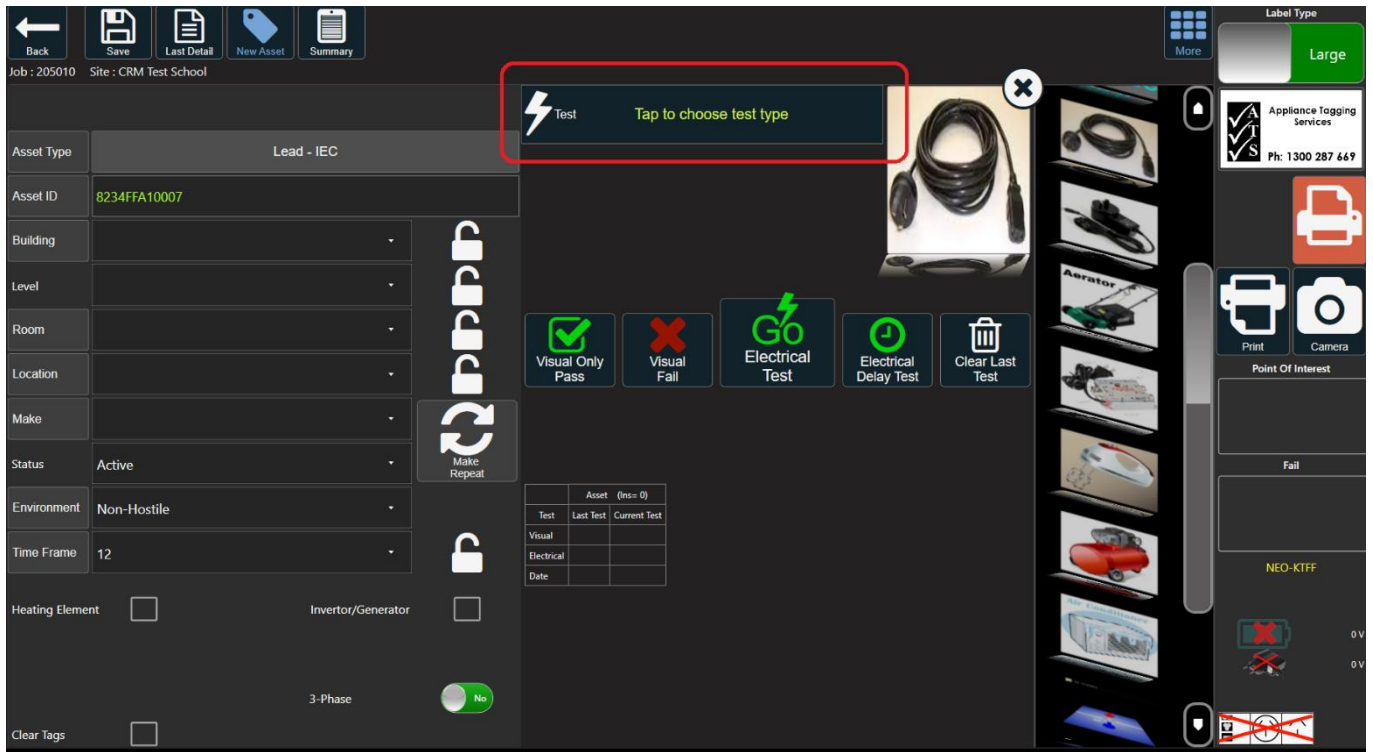 Back
Save
Last Detail
New Asset
Summary
More
Label Type
Large
Job : 205010 Site : CRM Test School
Test Tap to choose test type
Appliance Tagging
Services
A
T
S
Ph: 1300 287 669
Asset Type Lead - IEC
Asset ID 8234FFA10007
Building
Level
Room
Location
Make
Make
Repeat
Status Active
Environment Non-Hostile
Time Frame 12
Heating Element
Invertor/Generator
3-Phase No
Clear Tags
Visual Only
Pass
Visual
Fail
Go
Electrical
Test
Electrical
Delay Test
Clear Last
Test
Asset (Ins= 0)
Test Last Test Current Test
Visual
Electrical
Date
Aerator
Air Conditioner
Print
Camera
Point Of Interest
Fail
NEO-KTFF
0 V
0 V